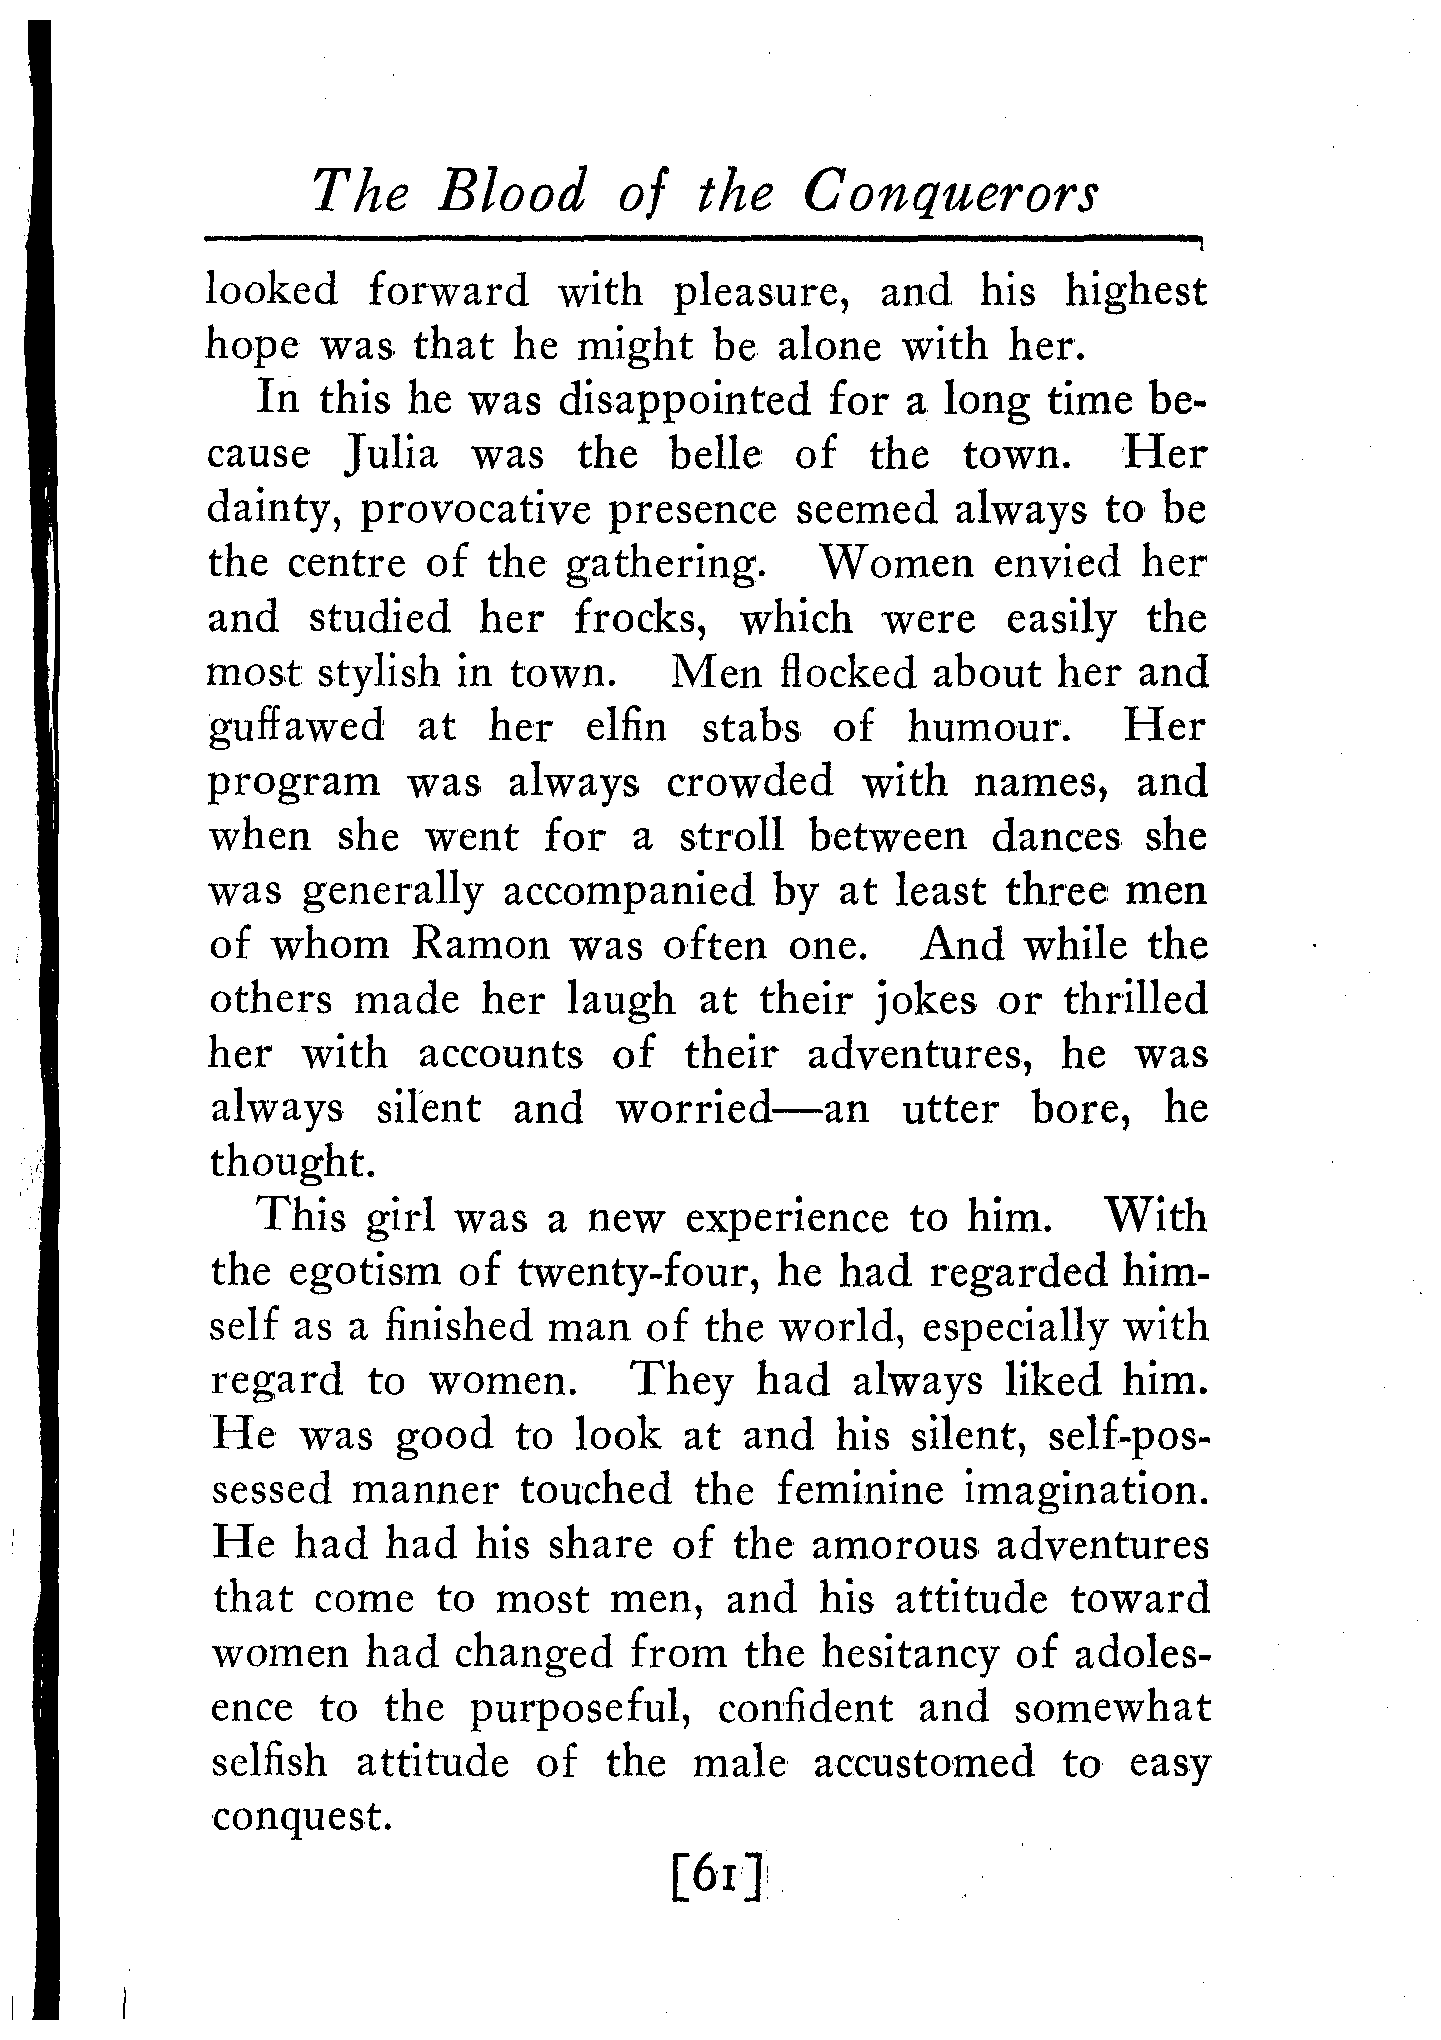 The Blood of the Conquerors
looked forward with pleasure, and his highest
hope was that he might be alone with her.
In this he was disappointed for a long time be-
cause Julia was the belle of the town. Her
dainty, provocative presence seemed always to be
the centre of the gathering. Women envied her
and studied her frocks, which were easily the
most stylish in town. Men flocked about her and
guffawed at her elfin stabs of humour. Her
program was always crowded with names, and
when she went for a stroll between dances she
was generally accompanied by at least three men
of whom Ramon was often one. And while the
others made her laugh at their jokes or thrilled
her with accounts of their adventures, he was
always silent and worried—an utter bore, he
thought.
This girl was a new experience to him. With
the egotism of twenty-four, he had regarded him-
self as a finished man of the world, especially with
regard to women. They had always liked him.
He was good to look at and his silent, self-pos-
sessed manner touched the feminine imagination.
He had had his share of the amorous adventures
that come to most men, and his attitude toward
women had changed from the hesitancy of adoles-
ence to the purposeful, confident and somewhat
selfish attitude of the male accustomed to easy
conquest.
[61]